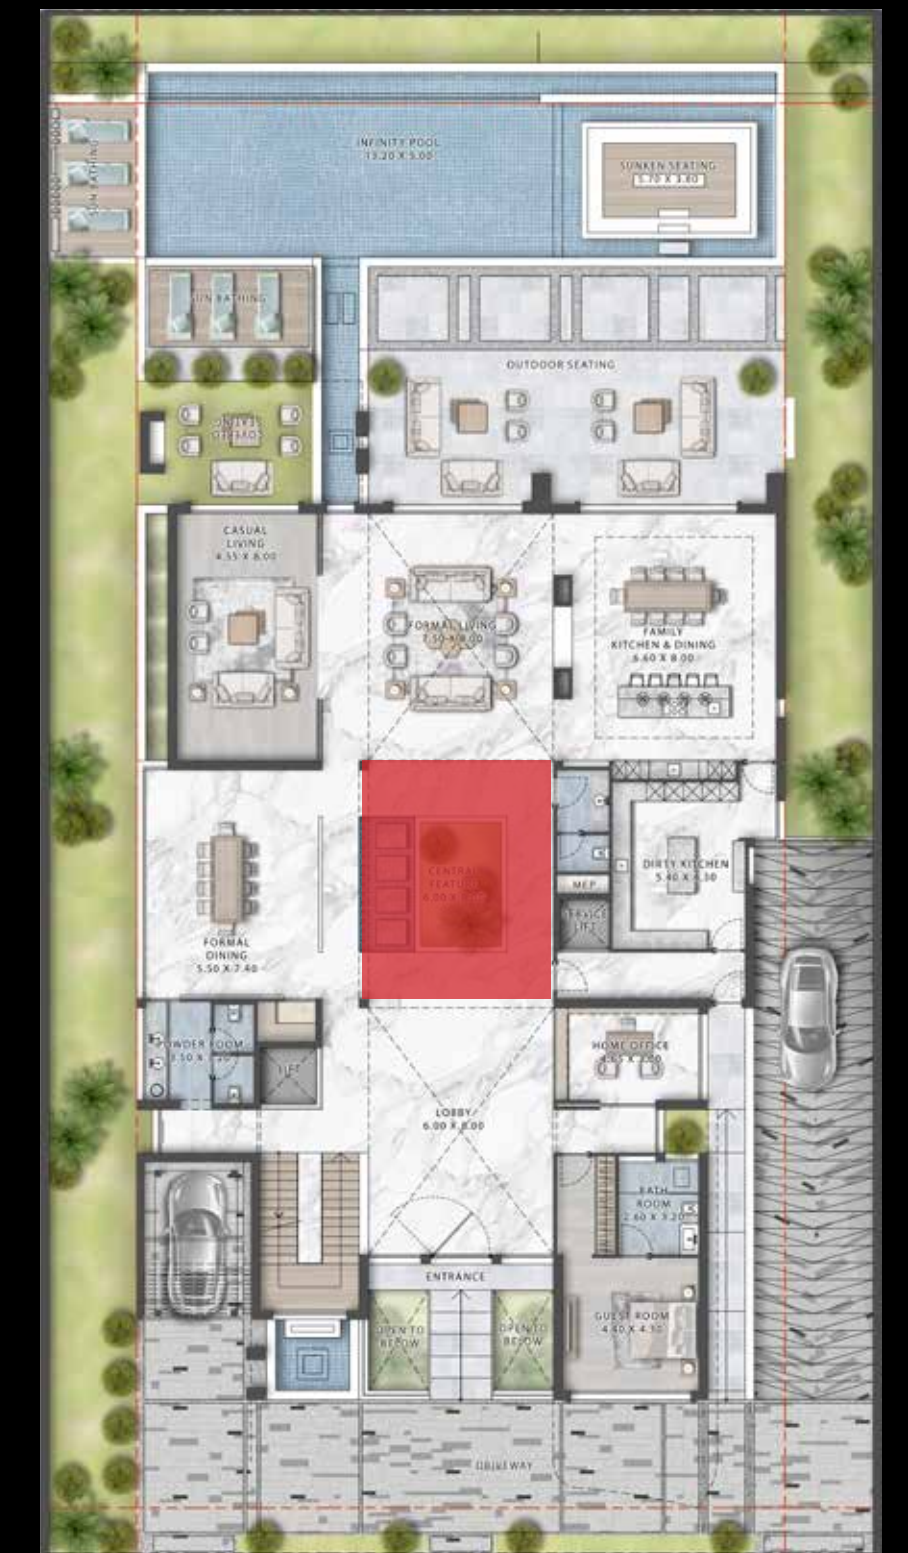 INFINITY POOL
13.20 X 5.00
SUNKEN SEATING
5.70 X 3.80
SUN BATHING
SUN BATHING
OUTDOOR SEATING
COVERED
SEATING
CASUAL
LIVING
4.55 X 8.00
FORMAL LIVING
7.50 X 8.00
FAMILY
KITCHEN & DINING
6.60 X 8.00
CENTRAL
FEATURE
DIRTY KITCHEN
5.40 X
MEP
SERVICE
LIFT
FORMAL
DINING
5.50 X 7.40
POWDER ROOM
LIFT
HOME OFFICE
LOBBY
6.00 X 8.00
BATH
ROOM
2.60 X 3.20
ENTRANCE
OPEN TO
BELOW
OPEN TO
BELOW
GUEST ROOM
4.40 X 4.50
DRIVEWAY